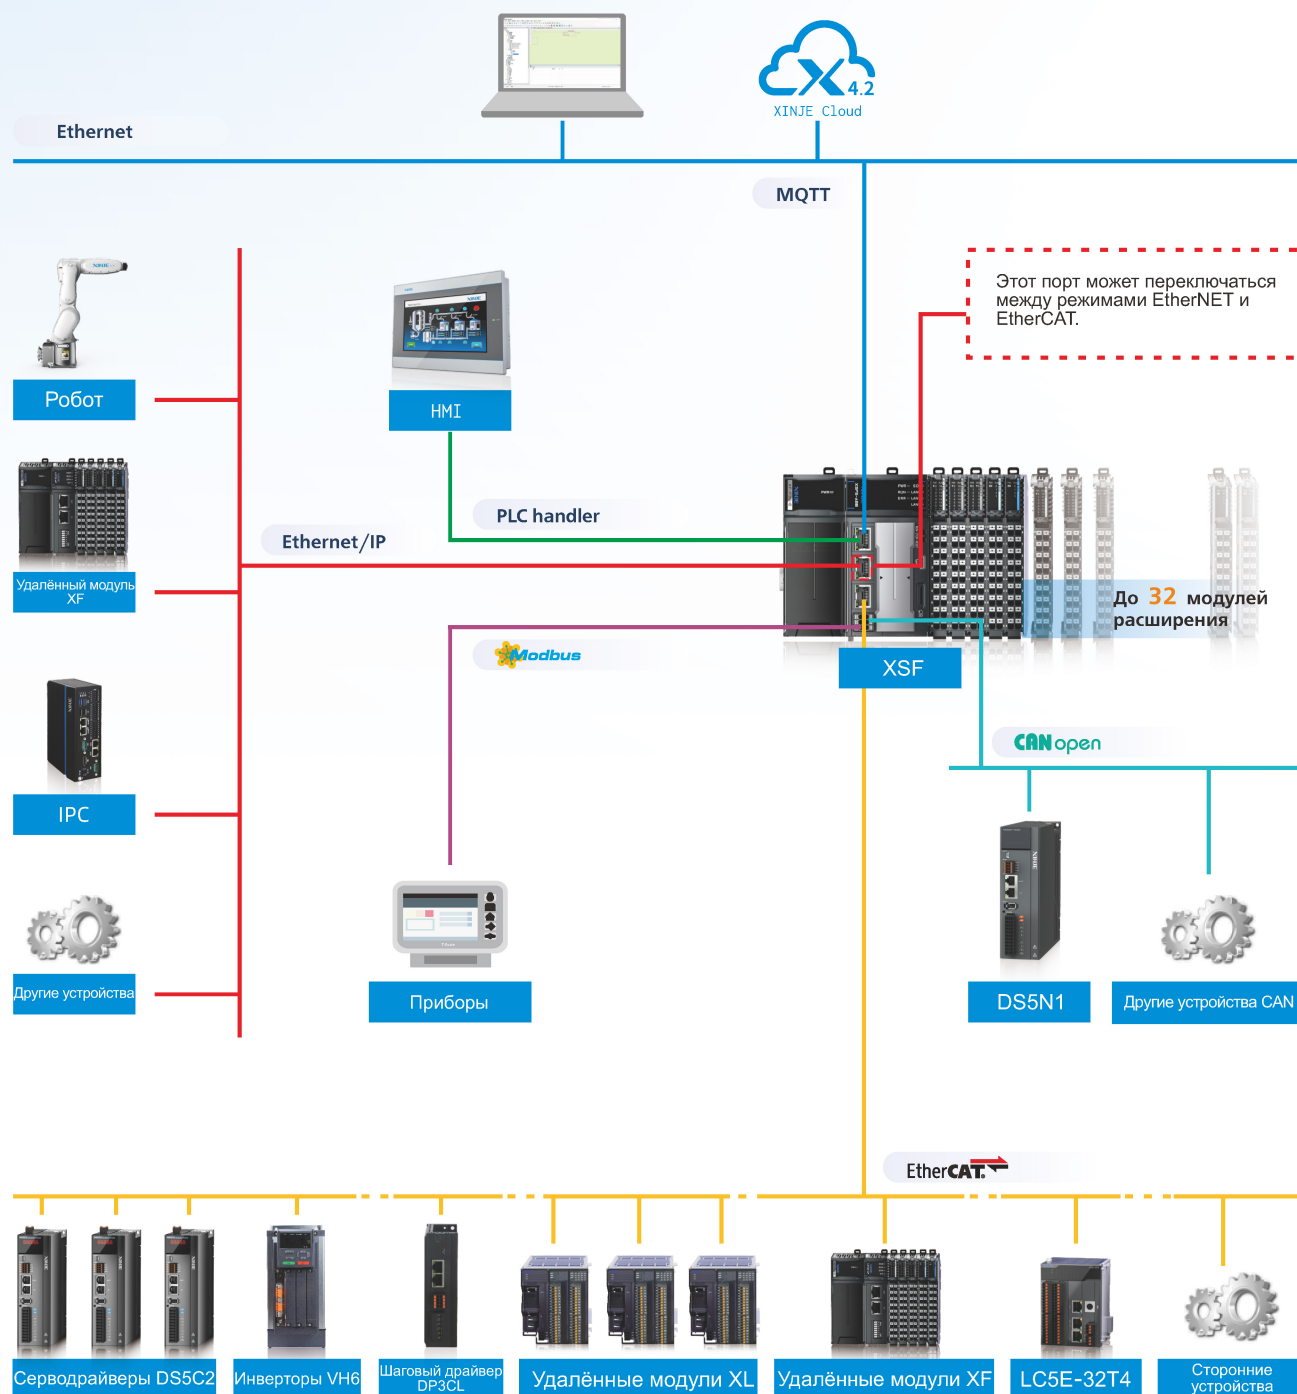 4.2
XINJE Cloud
Ethernet
MQTT
Этот порт может переключаться
между режимами EtherNET и
EtherCAT.
Робот
HMI
PLC handler
Ethernet/IP
Удалённый модуль
XF
До 32 модулей
расширения
Modbus
XSF
CANopen
IPC
Другие устройства
Приборы
DS5N1
Другие устройства CAN
EtherCAT
Серводрайверы DS5C2
Инверторы VH6
Шаговый драйвер
DP3CL
Удалённые модули XL
Удалённые модули XF
LC5E-32T4
Сторонние
устройства